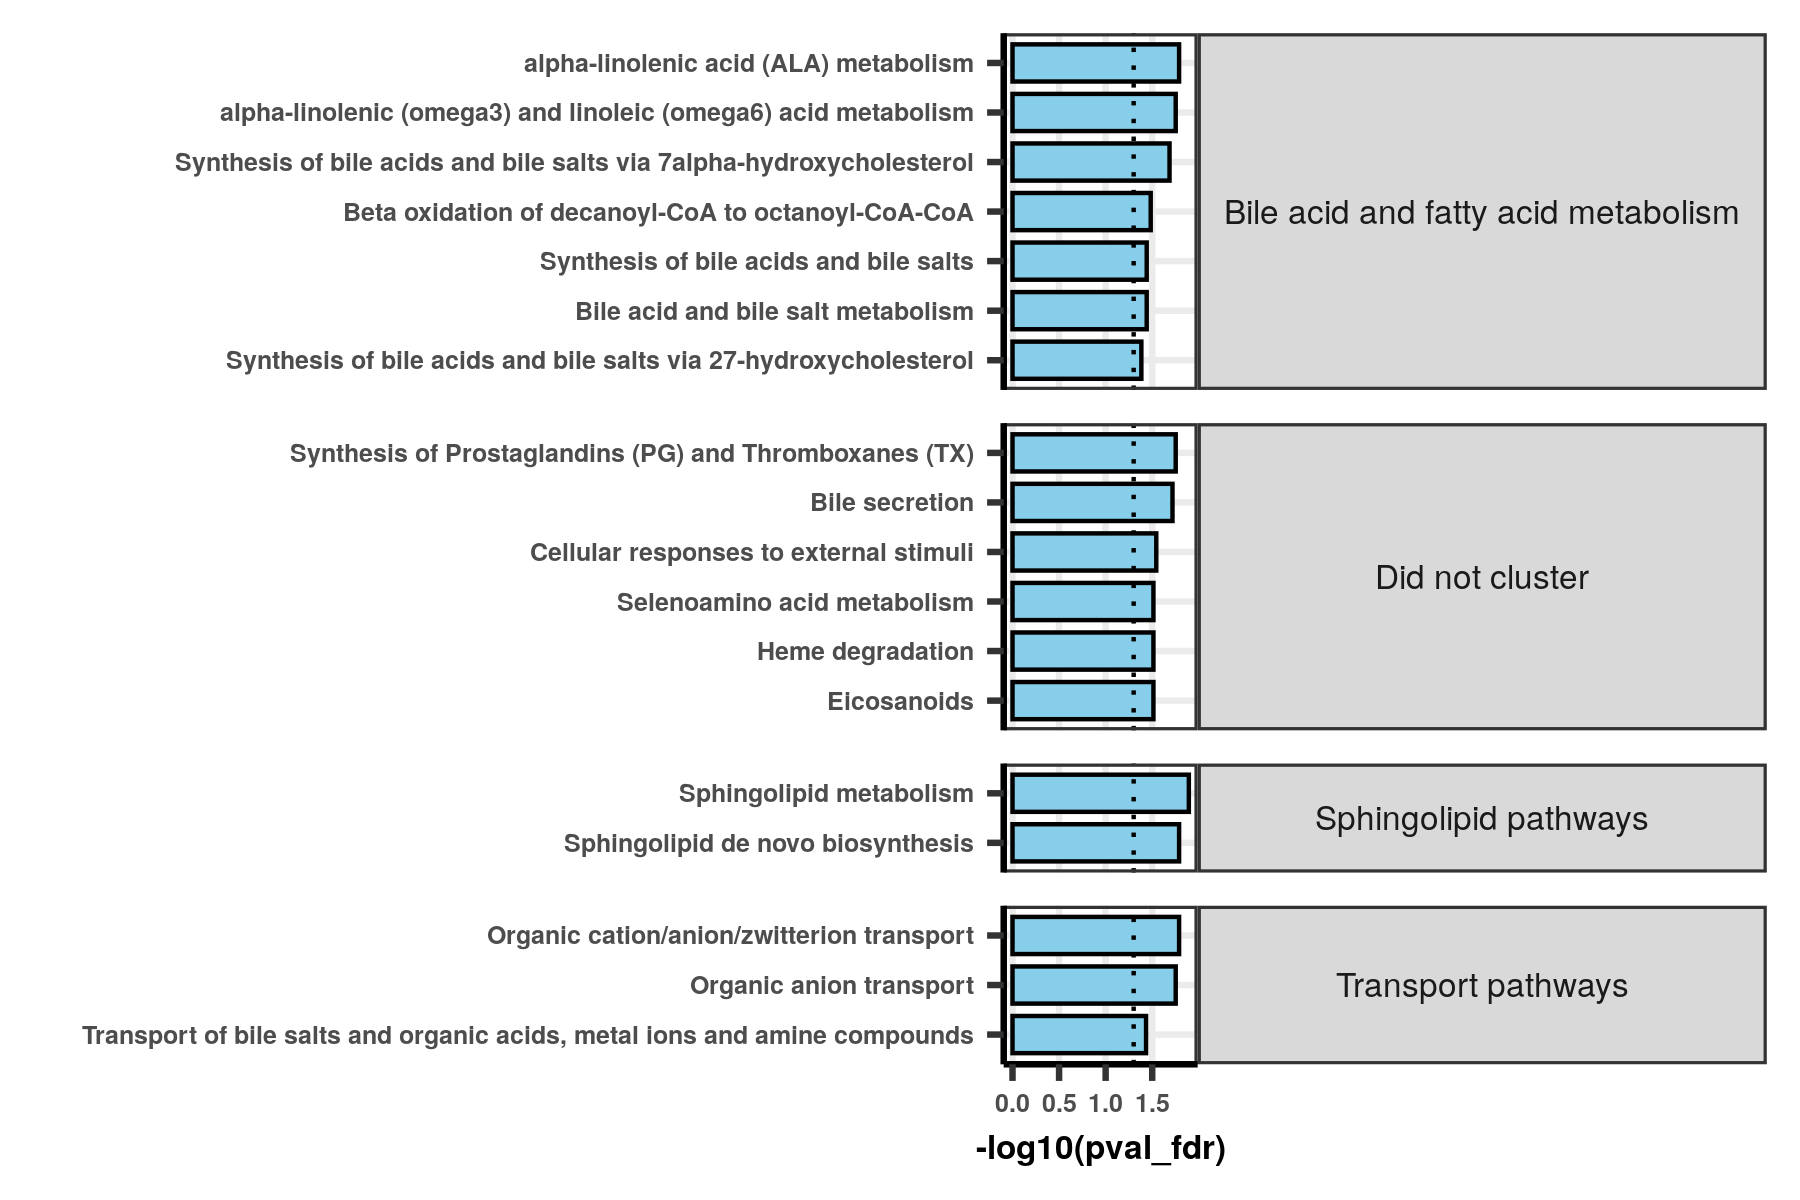 alpha-linolenic acid (ALA) metabolism
alpha-linolenic (omega3) and linoleic (omega6) acid metabolism
Synthesis of bile acids and bile salts via 7alpha-hydroxycholesterol
Beta oxidation of decanoyl-CoA to octanoyl-CoA-CoA
Synthesis of bile acids and bile salts
Bile acid and bile salt metabolism
Synthesis of bile acids and bile salts via 27-hydroxycholesterol
Bile acid and fatty acid metabolism
Synthesis of Prostaglandins (PG) and Thromboxanes (TX)
Bile secretion
Cellular responses to external stimuli
Selenoamino acid metabolism
Heme degradation
Eicosanoids
Did not cluster
Sphingolipid metabolism
Sphingolipid de novo biosynthesis
Sphingolipid pathways
Organic cation/anion/zwitterion transport
Organic anion transport
Transport of bile salts and organic acids, metal ions and amine compounds
Transport pathways
0.0 0.5 1.0 1.5
-log10(pval_fdr)